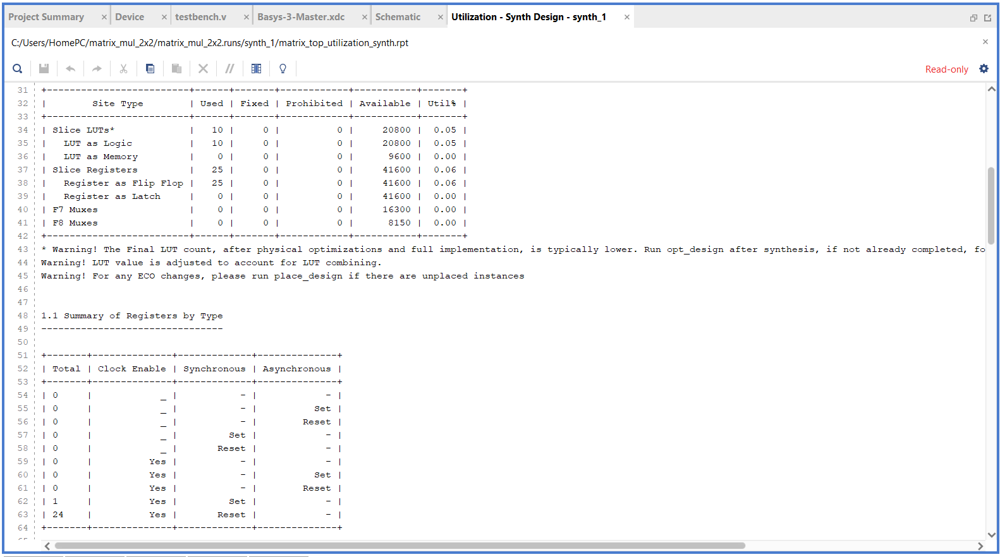 Project Summary × Device × testbench.v × Basys-3-Master.xdc × Schematic × Utilization - Synth Design - synth_1 ×
C:/Users/HomePC/matrix_mul_2x2/matrix_mul_2x2.runs/synth_1/matrix_top_utilization_synth.rpt ×
Read-only
31 +-------------------------+------+-------+------------+-----------+-------+
32 |        Site Type        | Used | Fixed | Prohibited | Available | Util% |
33 +-------------------------+------+-------+------------+-----------+-------+
34 | Slice LUTs*             |   10 |     0 |          0 |     20800 |  0.05 |
35 |   LUT as Logic          |   10 |     0 |          0 |     20800 |  0.05 |
36 |   LUT as Memory         |    0 |     0 |          0 |      9600 |  0.00 |
37 | Slice Registers         |   25 |     0 |          0 |     41600 |  0.06 |
38 |   Register as Flip Flop |   25 |     0 |          0 |     41600 |  0.06 |
39 |   Register as Latch     |    0 |     0 |          0 |     41600 |  0.00 |
40 | F7 Muxes                |    0 |     0 |          0 |     16300 |  0.00 |
41 | F8 Muxes                |    0 |     0 |          0 |      8150 |  0.00 |
42 +-------------------------+------+-------+------------+-----------+-------+
43 * Warning! The Final LUT count, after physical optimizations and full implementation, is typically lower. Run opt_design after synthesis, if not already completed, fo
44 Warning! LUT value is adjusted to account for LUT combining.
45 Warning! For any ECO changes, please run place_design if there are unplaced instances
46
47
48 1.1 Summary of Registers by Type
49 --------------------------------
50
51 +-------+--------------+-------------+--------------+
52 | Total | Clock Enable | Synchronous | Asynchronous |
53 +-------+--------------+-------------+--------------+
54 | 0     |            _ |           - |            - |
55 | 0     |            _ |           - |          Set |
56 | 0     |            _ |           - |        Reset |
57 | 0     |            _ |         Set |            - |
58 | 0     |            _ |       Reset |            - |
59 | 0     |          Yes |           - |            - |
60 | 0     |          Yes |           - |          Set |
61 | 0     |          Yes |           - |        Reset |
62 | 1     |          Yes |         Set |            - |
63 | 24    |          Yes |       Reset |            - |
64 +-------+--------------+-------------+--------------+